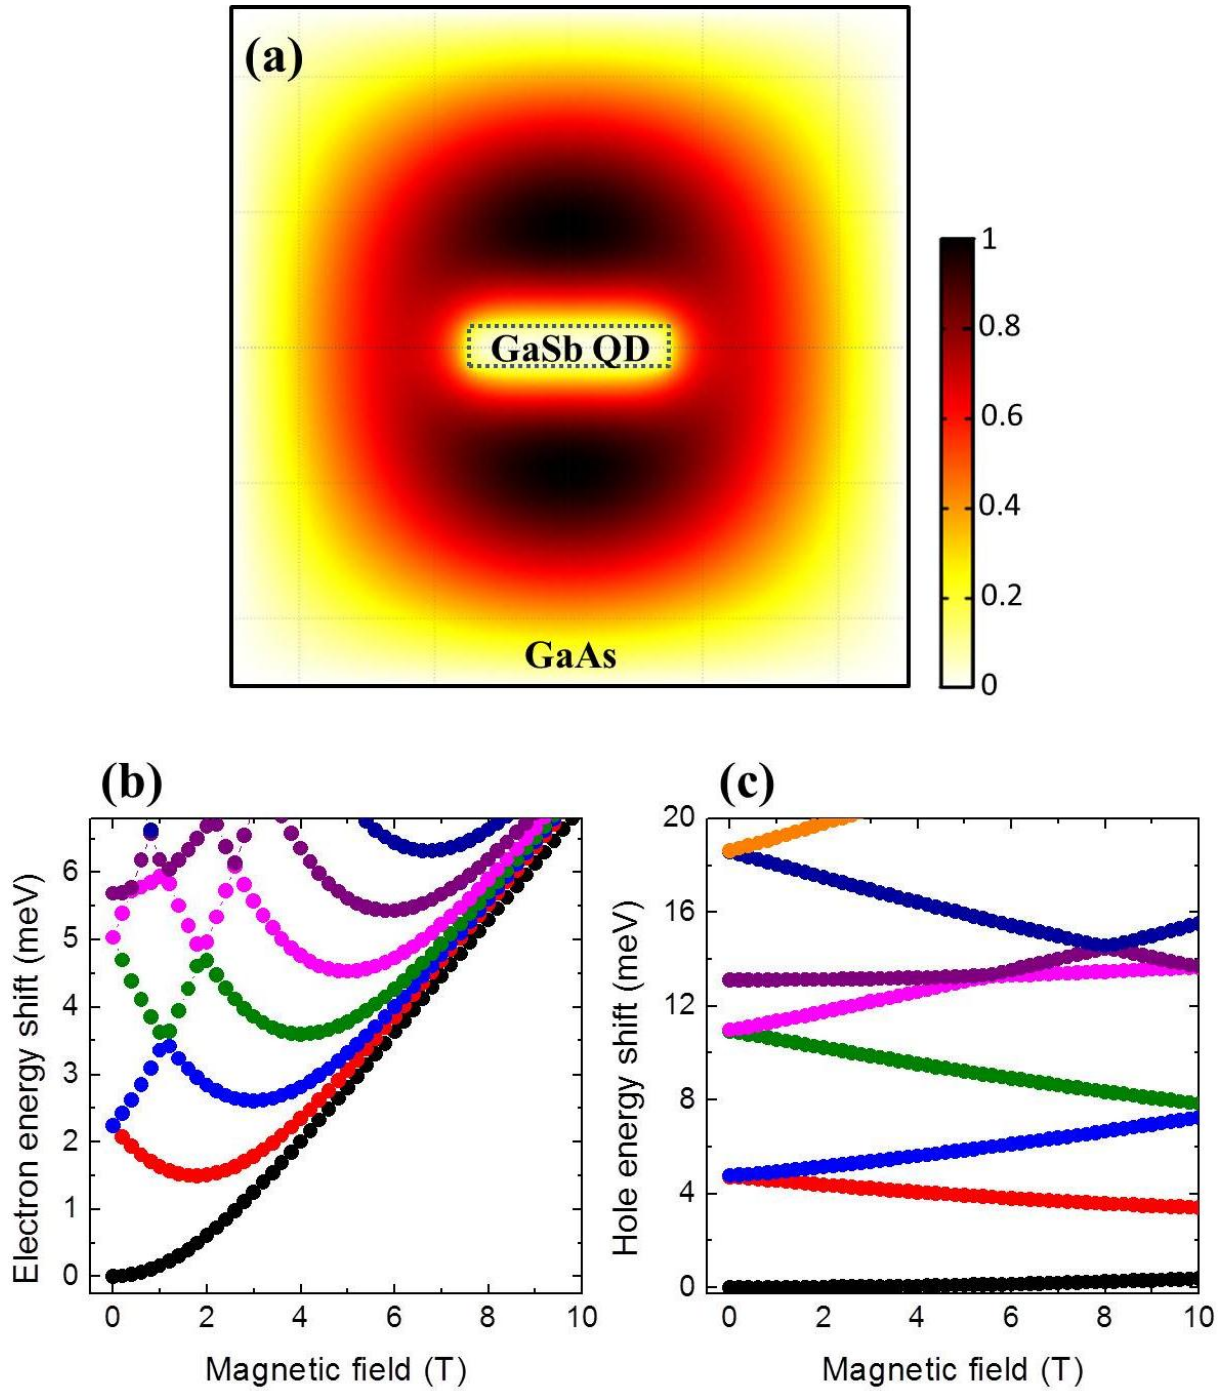 (a)
GaSb QD
GaAs
1
0.8
0.6
0.4
0.2
0
(b)
Electron energy shift (meV)
6
5
4
3
2
1
0
0 2 4 6 8 10
Magnetic field (T)
(c)
Hole energy shift (meV)
20
16
12
8
4
0
0 2 4 6 8 10
Magnetic field (T)